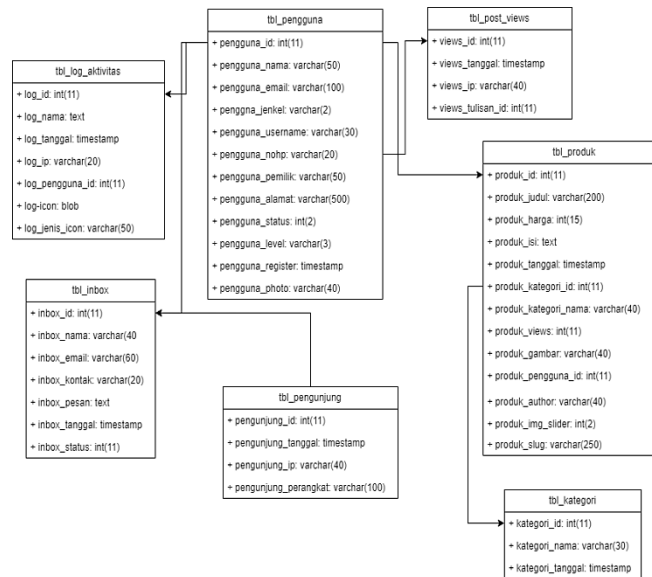 tbl_pengguna
+ pengguna_id: int(11)
+ pengguna_nama: varchar(50)
+ pengguna_email: varchar(100)
+ penggna_jenkel: varchar(2)
+ pengguna_username: varchar(30)
+ pengguna_nohp: varchar(20)
+ pengguna_pemilik: varchar(50)
+ pengguna_alamat: varchar(500)
+ pengguna_status: int(2)
+ pengguna_level: varchar(3)
+ pengguna_register: timestamp
+ pengguna_photo: varchar(40)
tbl_post_views
+ views_id: int(11)
+ views_tanggal: timestamp
+ views_ip: varchar(40)
+ views_tulisan_id: int(11)
tbl_log_aktivitas
+ log_id: int(11)
+ log_nama: text
+ log_tanggal: timestamp
+ log_ip: varchar(20)
+ log_pengguna_id: int(11)
+ log-icon: blob
+ log_jenis_icon: varchar(50)
tbl_produk
+ produk_id: int(11)
+ produk_judul: varchar(200)
+ produk_harga: int(15)
+ produk_isi: text
+ produk_tanggal: timestamp
+ produk_kategori_id: int(11)
+ produk_kategori_nama: varchar(40)
+ produk_views: int(11)
+ produk_gambar: varchar(40)
+ produk_pengguna_id: int(11)
+ produk_author: varchar(40)
+ produk_img_slider: int(2)
+ produk_slug: varchar(250)
tbl_inbox
+ inbox_id: int(11)
+ inbox_nama: varchar(40
+ inbox_email: varchar(60)
+ inbox_kontak: varchar(20)
+ inbox_pesan: text
+ inbox_tanggal: timestamp
+ inbox_status: int(11)
tbl_pengunjung
+ pengunjung_id: int(11)
+ pengunjung_tanggal: timestamp
+ pengunjung_ip: varchar(40)
+ pengunjung_perangkat: varchar(100)
tbl_kategori
+ kategori_id: int(11)
+ kategori_nama: varchar(30)
+ kategori_tanggal: timestamp